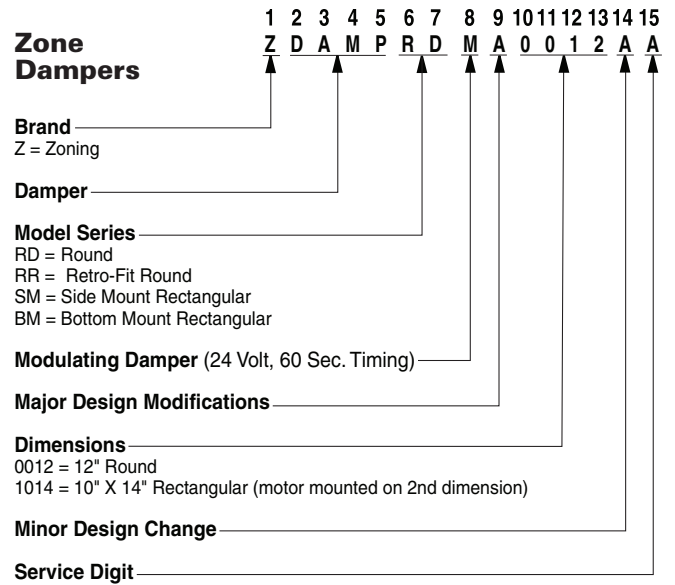 1 2 3 4 5 6 7 8 9 10 11 12 13 14 15
Z D A M P R D M A 0 0 1 2 A A
Zone
Dampers
Brand
Z = Zoning
Damper
Model Series
RD = Round
RR = Retro-Fit Round
SM = Side Mount Rectangular
BM = Bottom Mount Rectangular
Modulating Damper (24 Volt, 60 Sec. Timing)
Major Design Modifications
Dimensions
0012 = 12" Round
1014 = 10" X 14" Rectangular (motor mounted on 2nd dimension)
Minor Design Change
Service Digit